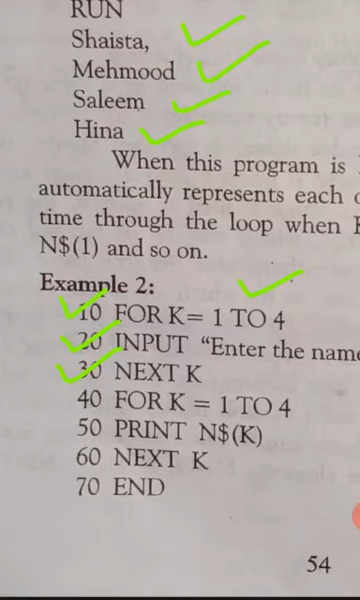 RUN
Shaista,
Mehmood
Saleem
Hina
When this program is
automatically represents each
time through the loop when
N$(1) and so on.
Example 2:
10 FOR K= 1 TO 4
20 INPUT "Enter the name
30 NEXT K
40 FOR K = 1 TO 4
50 PRINT N$(K)
60 NEXT K
70 END
54